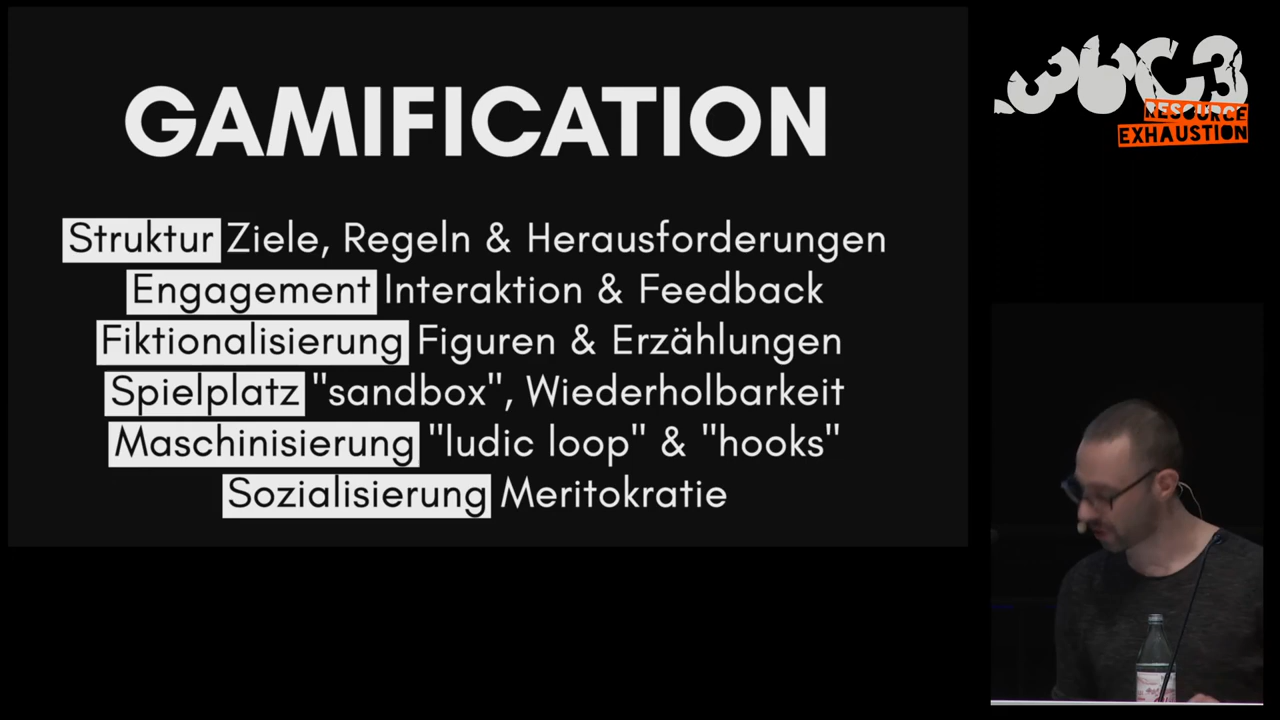 GAMIFICATION
Struktur Ziele, Regeln & Herausforderungen
Engagement Interaktion & Feedback
Fiktionalisierung Figuren & Erzählungen
Spielplatz "sandbox", Wiederholbarkeit
Maschinisierung "ludic loop" & "hooks"
Sozialisierung Meritokratie
36C3
RESOURCE
EXHAUSTION